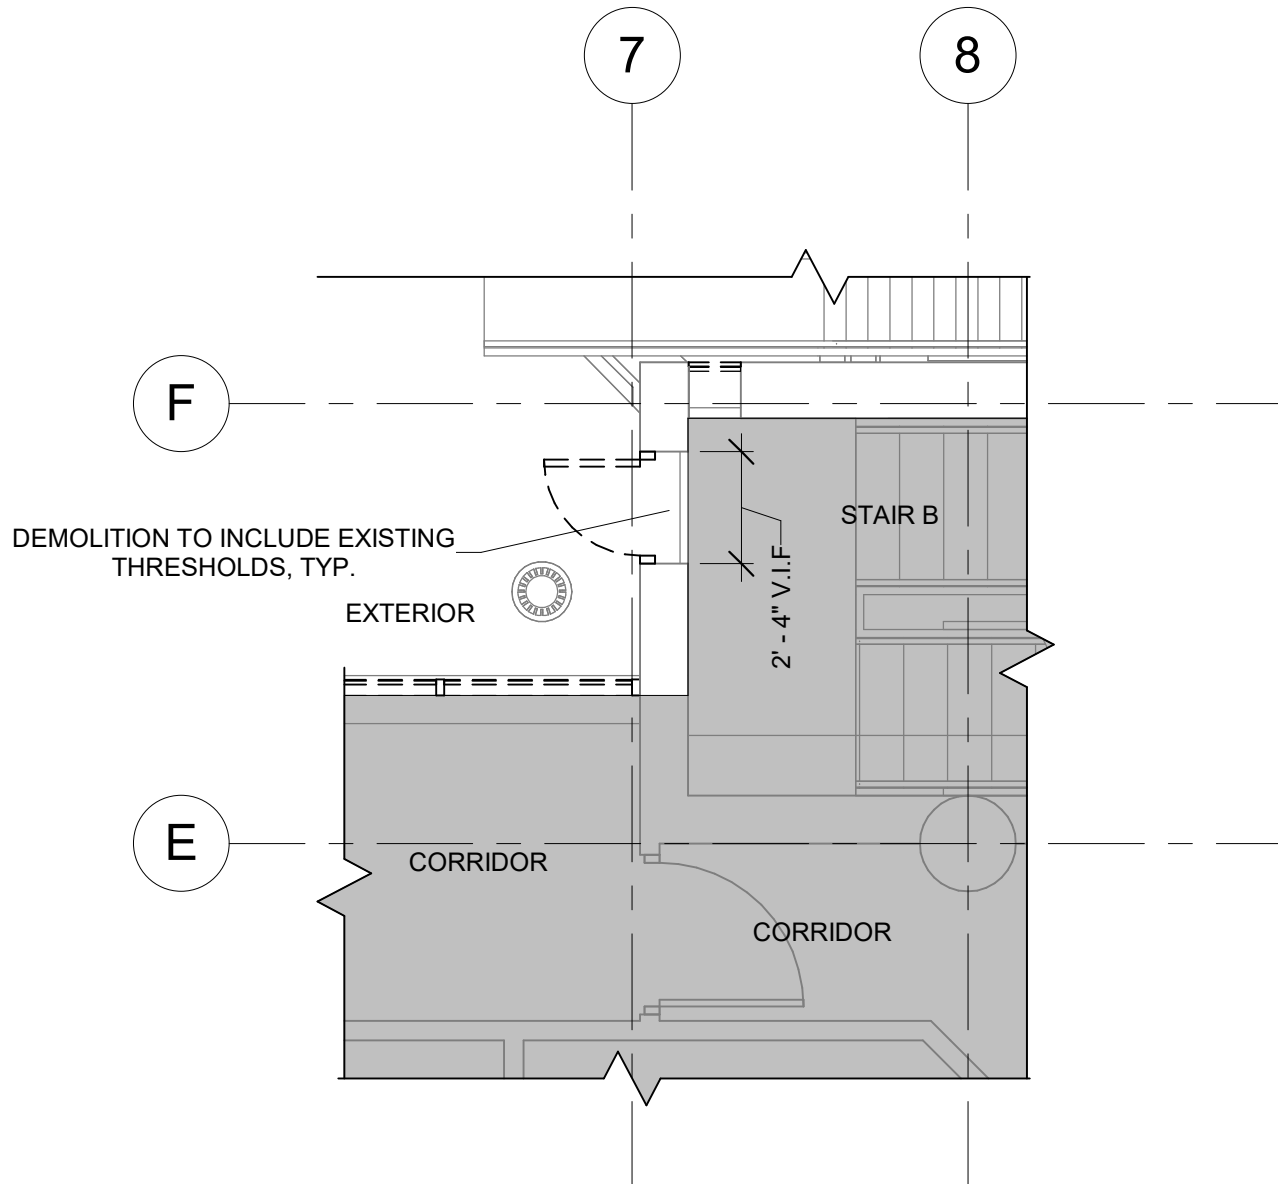 7
8
F
STAIR B
DEMOLITION TO INCLUDE EXISTING
THRESHOLDS, TYP.
2' - 4" V.I.F
EXTERIOR
E
CORRIDOR
CORRIDOR